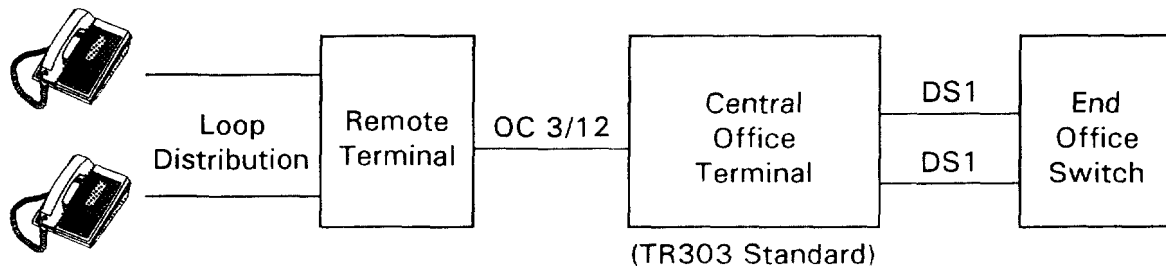 Loop
Distribution
Remote
Terminal
OC 3/12
Central
Office
Terminal
(TR303 Standard)
DS1
DS1
End
Office
Switch